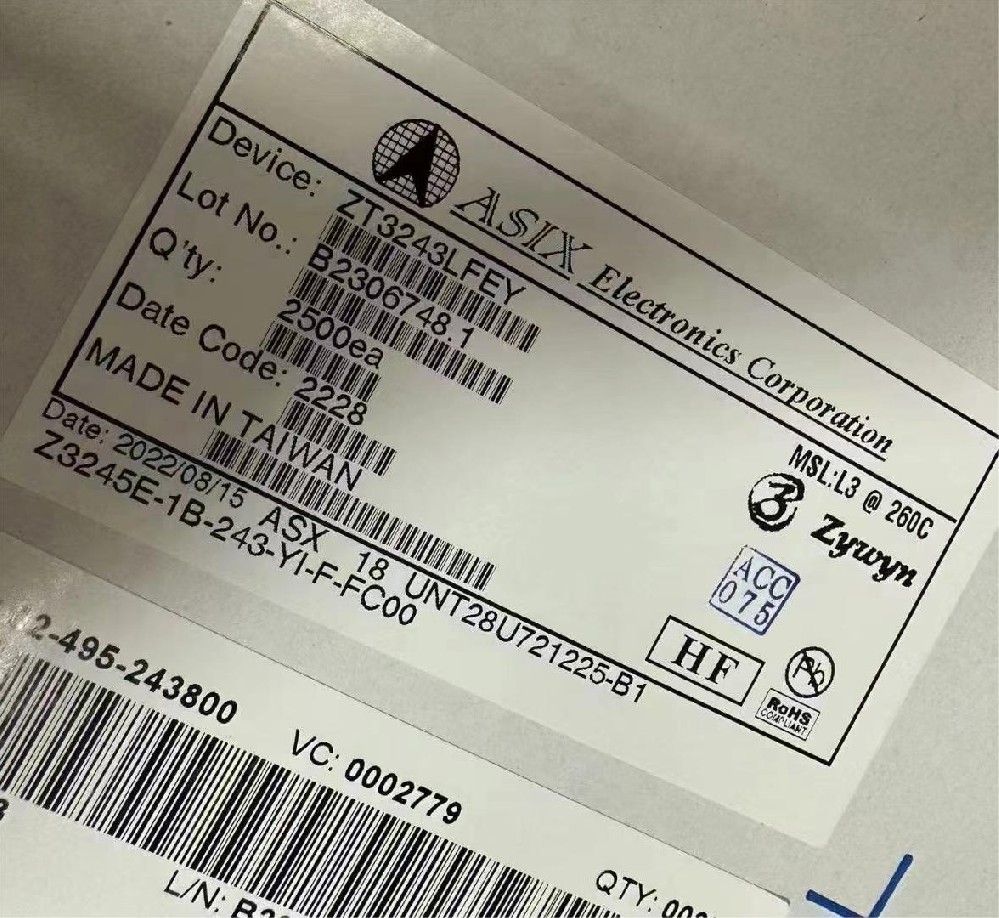 ASIX Electronics Corporation
Device: ZT3243LFEY
Lot No.: B2306748.1
Q'ty: 2500ea
Date Code: 2228
MADE IN TAIWAN
MSL:L3 @ 260C
Zywyn
ACC
075
HF
Pb
RoHS
COMPLIANT
Date: 2022/08/15 ASX 18 UNT28U721225-B1
Z3245E-1B-243-YI-F-FC00
2-495-243800
VC: 0002779
QTY:
L/N: